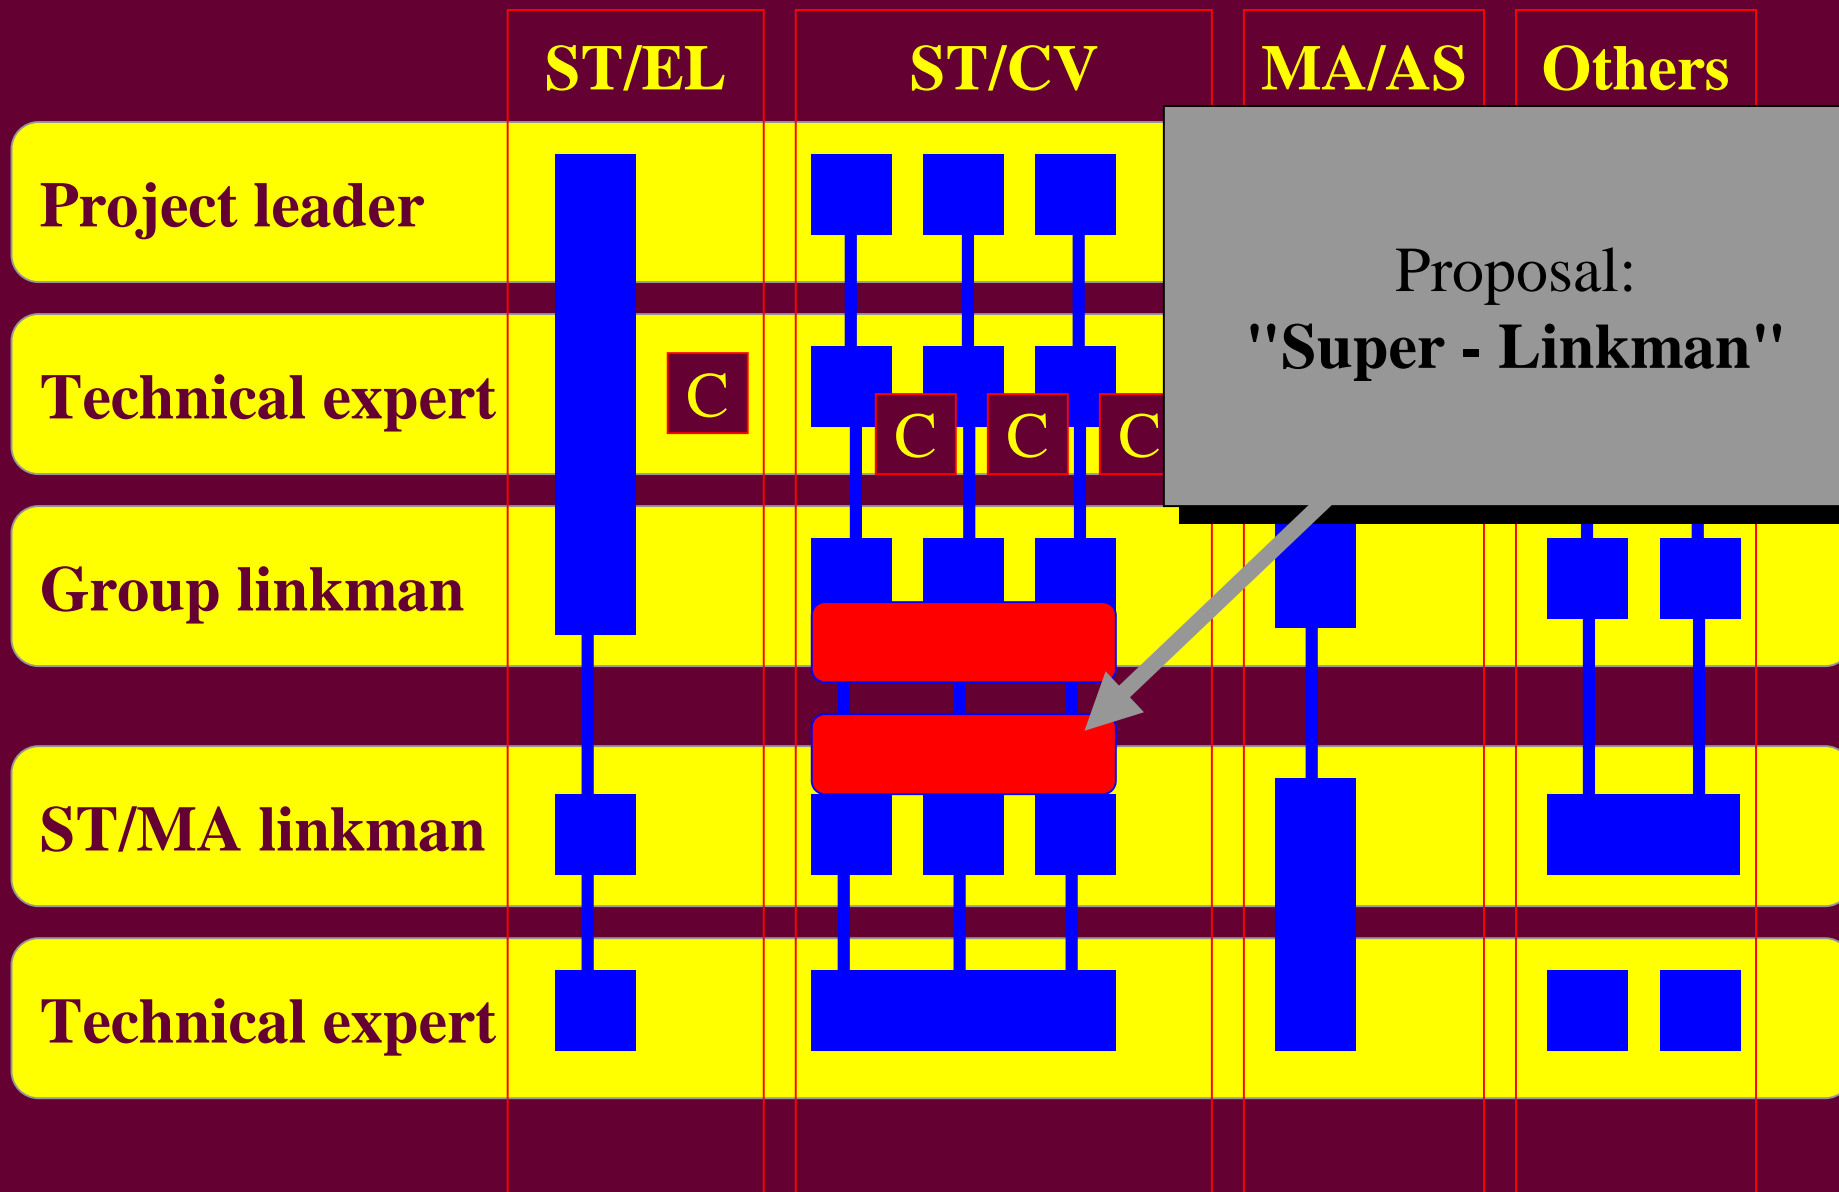 ST/EL ST/CV MA/AS Others
Project leader
Proposal:
"Super - Linkman"
Technical expert
C
C C C
Group linkman
ST/MA linkman
Technical expert